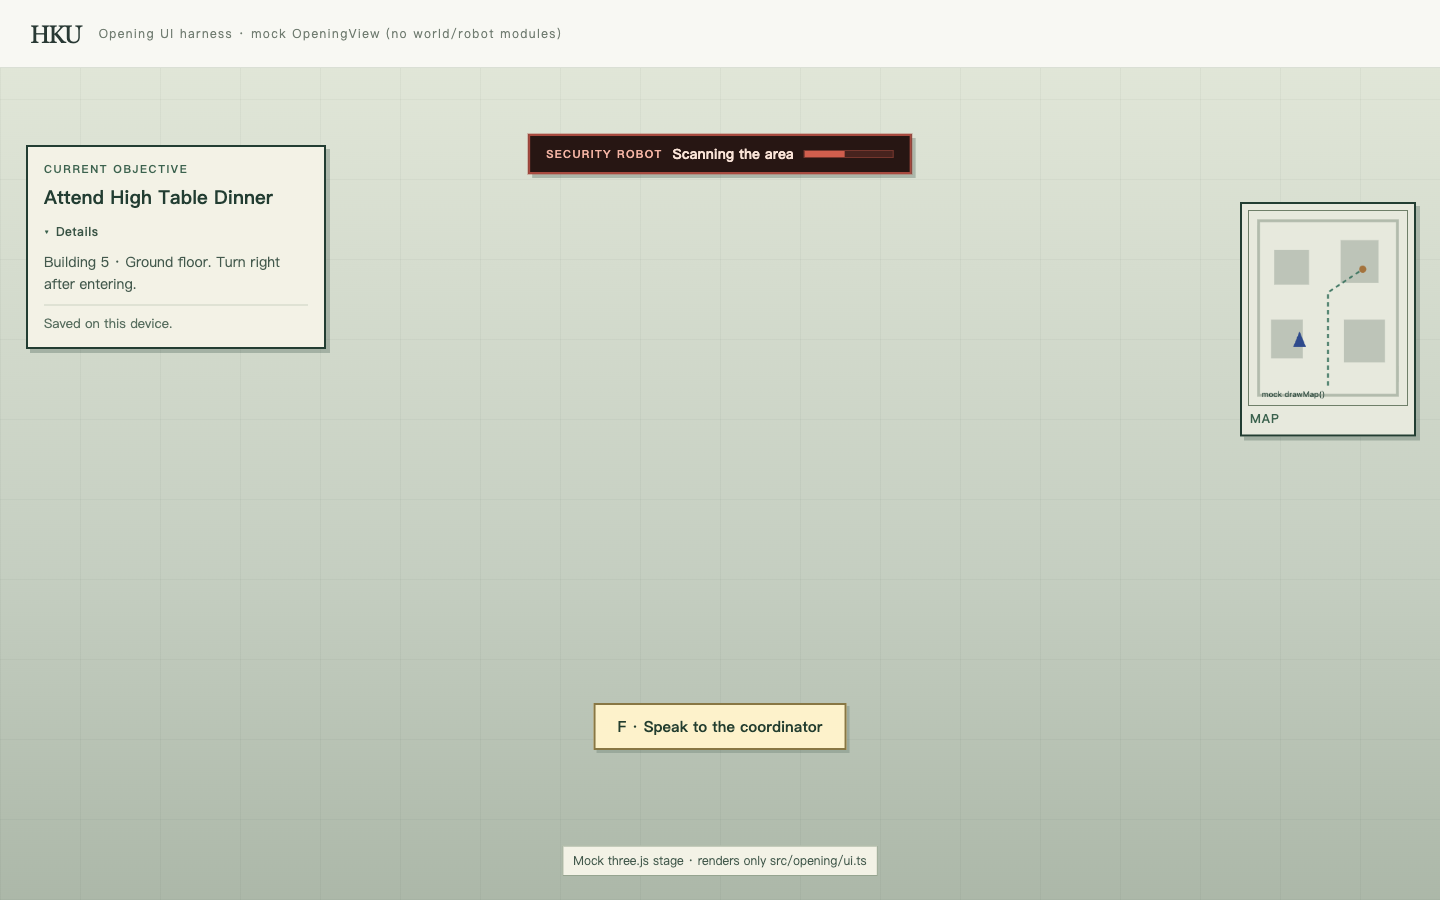 HKU
Opening UI harness · mock OpeningView (no world/robot modules)
SECURITY ROBOT Scanning the area
CURRENT OBJECTIVE
Attend High Table Dinner
Details
Building 5 · Ground floor. Turn right
after entering.
Saved on this device.
mock drawMap()
MAP
F · Speak to the coordinator
Mock three.js stage · renders only src/opening/ui.ts